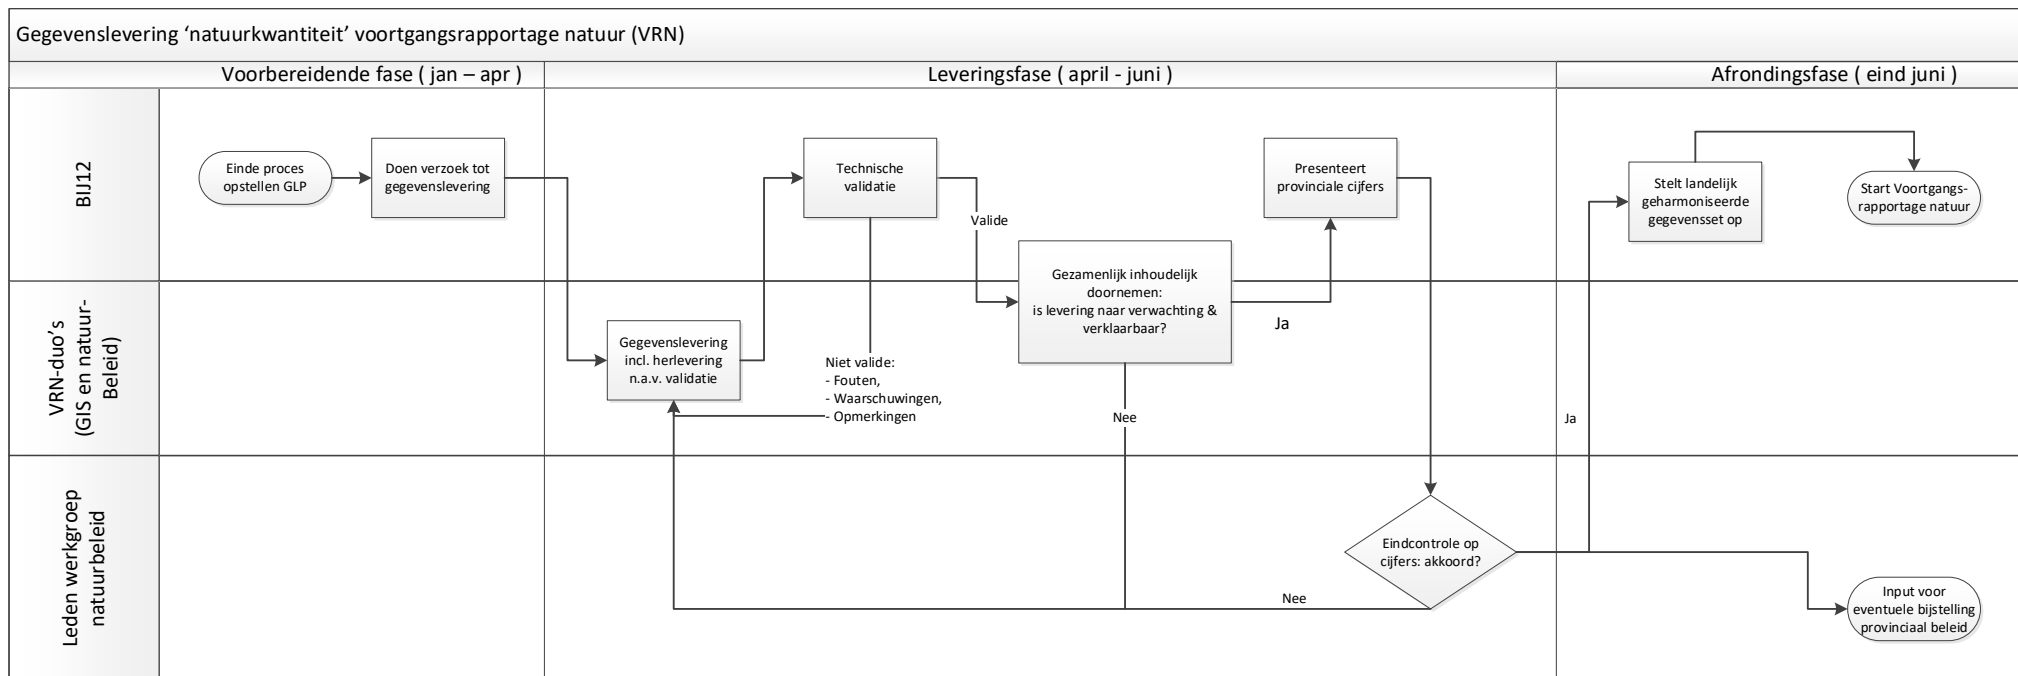 Gegevenslevering ‘natuurkwantiteit’ voortgangsrapportage natuur (VRN)
Voorbereidende fase ( jan – apr )
Leveringsfase ( april - juni )
Afrondingsfase ( eind juni )
BIJ12
Einde proces
opstellen GLP
Doen verzoek tot
gegevenslevering
Technische
validatie
Valide
Presenteert
provinciale cijfers
Stelt landelijk
geharmoniseerde
gegevensset op
Start Voortgangs-
rapportage natuur
Gezamenlijk inhoudelijk
doornemen:
is levering naar verwachting &
verklaarbaar?
Ja
VRN-duo’s
(GIS en natuur-
Beleid)
Gegevenslevering
incl. herlevering
n.a.v. validatie
Niet valide:
- Fouten,
- Waarschuwingen,
- Opmerkingen
Nee
Ja
Leden werkgroep
natuurbeleid
Eindcontrole op
cijfers: akkoord?
Nee
Input voor
eventuele bijstelling
provinciaal beleid